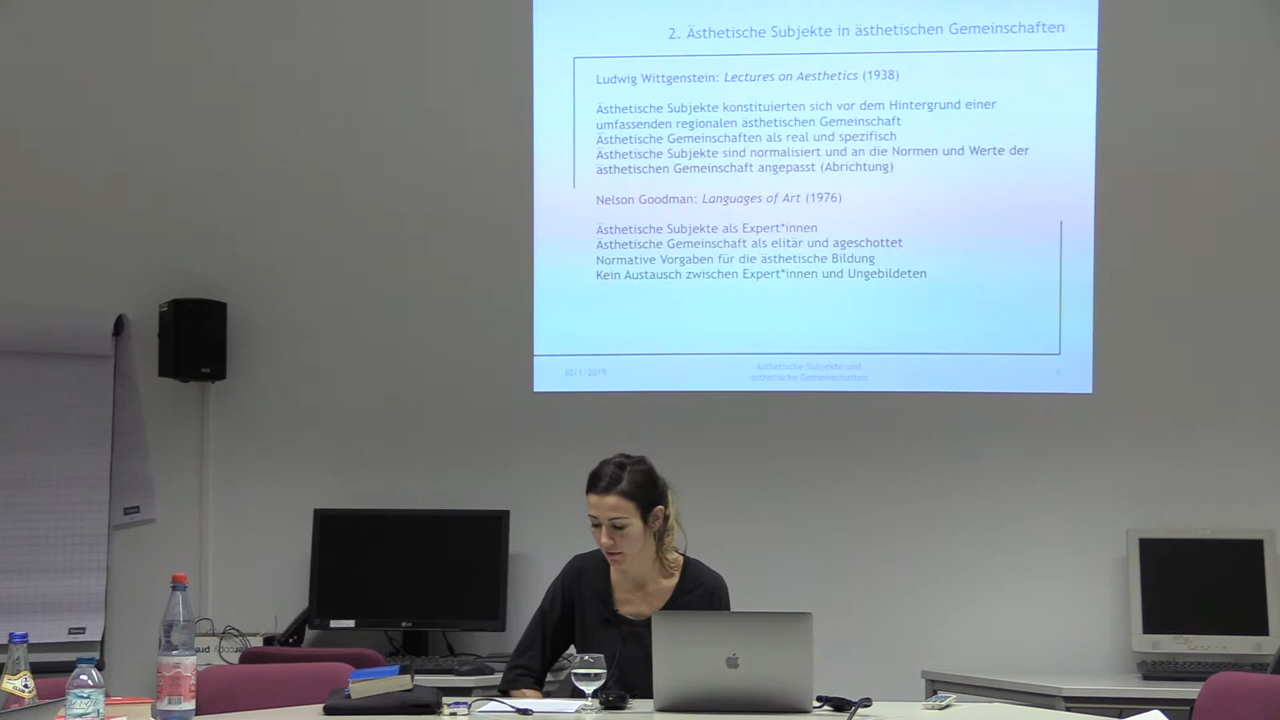 2. Ästhetische Subjekte in ästhetischen Gemeinschaften
Ludwig Wittgenstein: Lectures on Aesthetics (1938)
Ästhetische Subjekte konstituierten sich vor dem Hintergrund einer
umfassenden regionalen ästhetischen Gemeinschaft
Ästhetische Gemeinschaften als real und spezifisch
Ästhetische Subjekte sind normalisiert und an die Normen und Werte der
ästhetischen Gemeinschaft angepasst (Abrichtung)
Nelson Goodman: Languages of Art (1976)
Ästhetische Subjekte als Expert*innen
Ästhetische Gemeinschaft als elitär und ageschottet
Normative Vorgaben für die ästhetische Bildung
Kein Austausch zwischen Expert*innen und Ungebildeten
30/1/2019
Ästhetische Subjekte und
ästhetische Gemeinschaften
LG